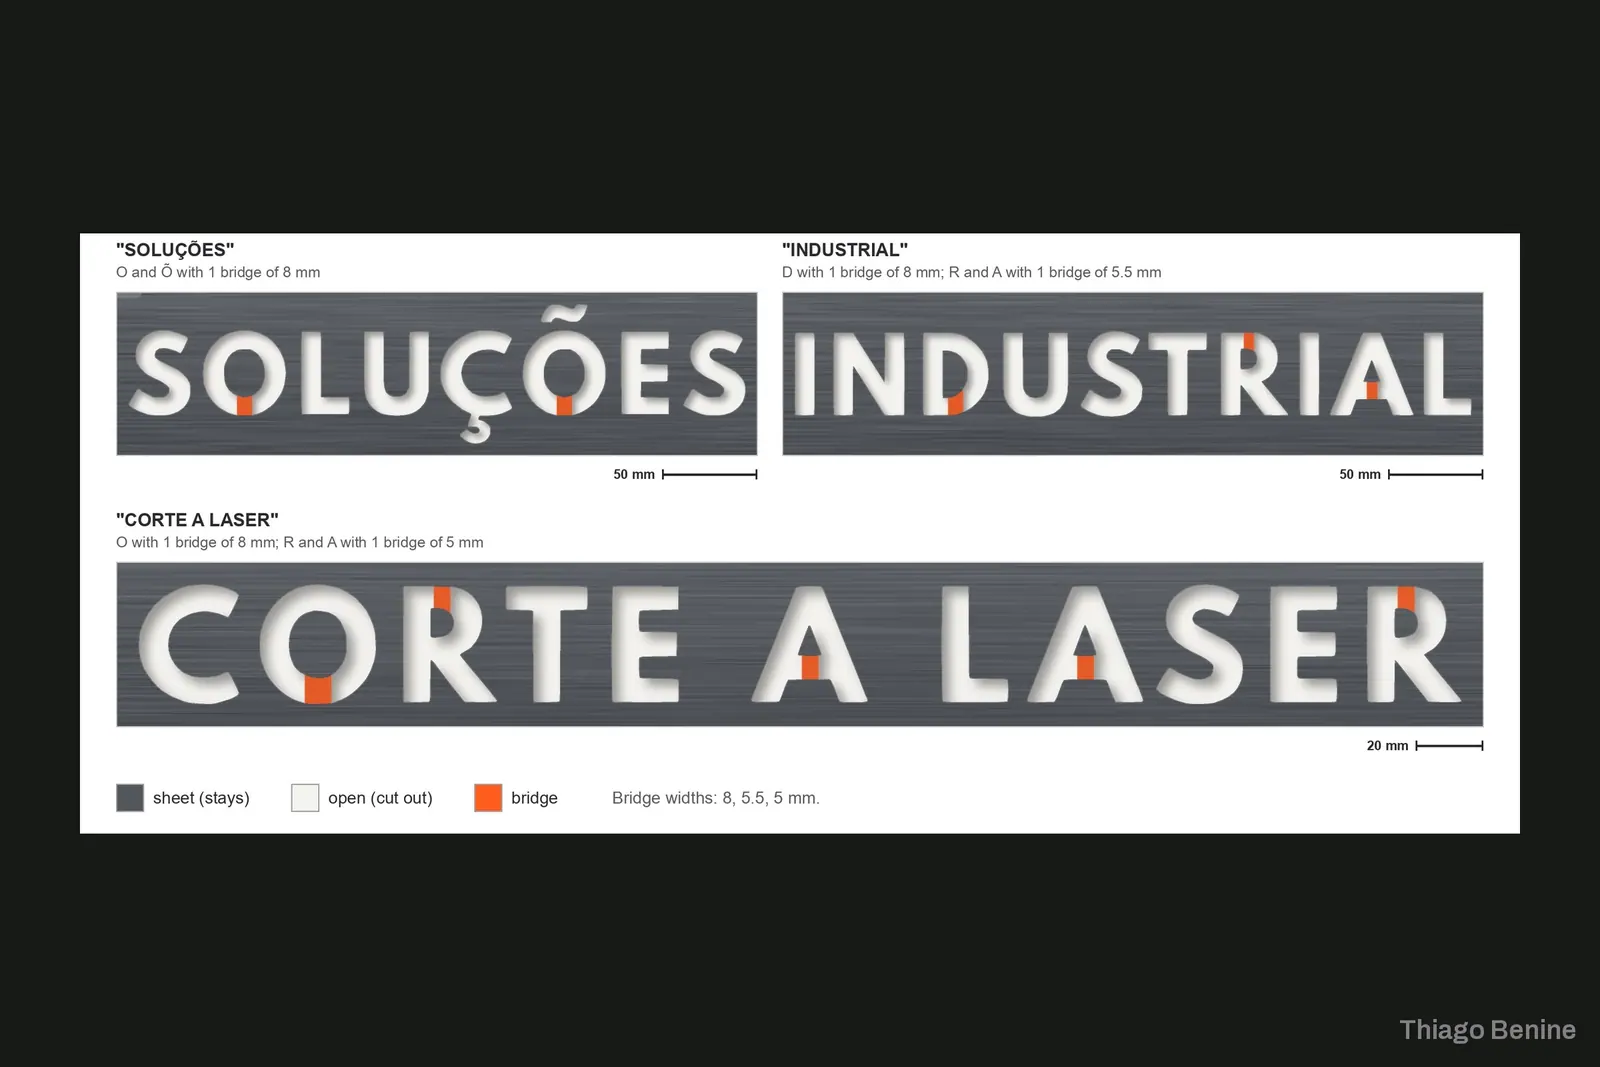 "SOLUÇÕES"
O and Õ with 1 bridge of 8 mm
SOLUÇÕES
50 mm
"INDUSTRIAL"
D with 1 bridge of 8 mm; R and A with 1 bridge of 5.5 mm
INDUSTRIAL
50 mm
"CORTE A LASER"
O with 1 bridge of 8 mm; R and A with 1 bridge of 5 mm
CORTE A LASER
20 mm
sheet (stays)
open (cut out)
bridge
Bridge widths: 8, 5.5, 5 mm.
Thiago Benine